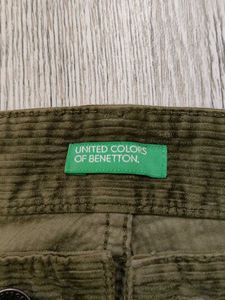 UNITED COLORS
OF BENETTON.